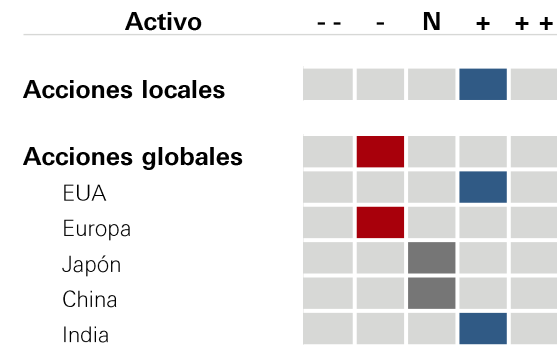 Activo -- - N + ++
Acciones locales
Acciones globales
EUA
Europa
Japón
China
India